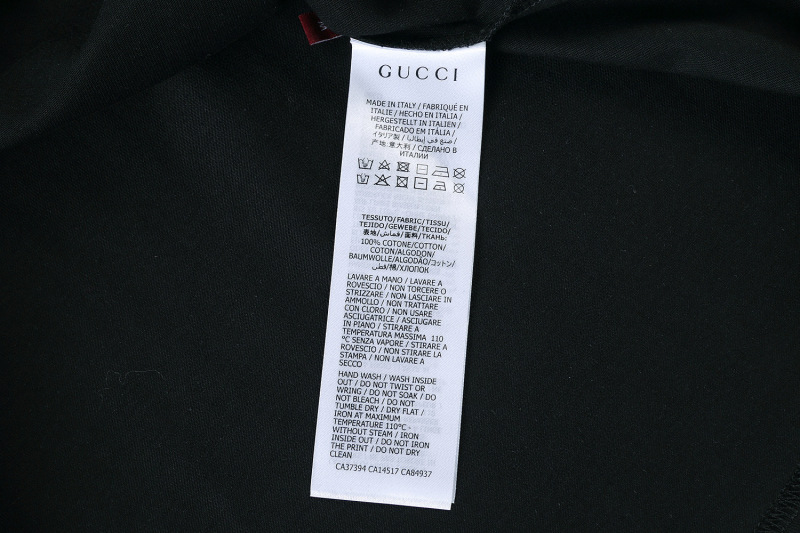 GUCCI
MADE IN ITALY / FABRIQUÉ EN
ITALIE / HECHO EN ITALIA /
HERGESTELLT IN ITALIEN /
FABRICADO EM ITÁLIA /
イタリア製 / صنع في إيطاليا /
产地:意大利 / СДЕЛАНО В
ИТАЛИИ
TESSUTO/FABRIC/TISSU/
TEJIDO/GEWEBE/TECIDO/
表地/قماش/面料/ТКАНЬ:
100% COTONE/COTTON/
COTON/ALGODON/
BAUMWOLLE/ALGODÃO/コットン/
قطن/棉/ХЛОПОК
LAVARE A MANO / LAVARE A
ROVESCIO / NON TORCERE O
STRIZZARE / NON LASCIARE IN
AMMOLLO / NON TRATTARE
CON CLORO / NON USARE
ASCIUGATRICE / ASCIUGARE
IN PIANO / STIRARE A
TEMPERATURA MASSIMA 110
°C SENZA VAPORE / STIRARE A
ROVESCIO / NON STIRARE LA
STAMPA / NON LAVARE A
SECCO
HAND WASH / WASH INSIDE
OUT / DO NOT TWIST OR
WRING / DO NOT SOAK / DO
NOT BLEACH / DO NOT
TUMBLE DRY / DRY FLAT /
IRON AT MAXIMUM
TEMPERATURE 110°C -
WITHOUT STEAM / IRON
INSIDE OUT / DO NOT IRON
THE PRINT / DO NOT DRY
CLEAN
CA37394 CA14517 CA84937